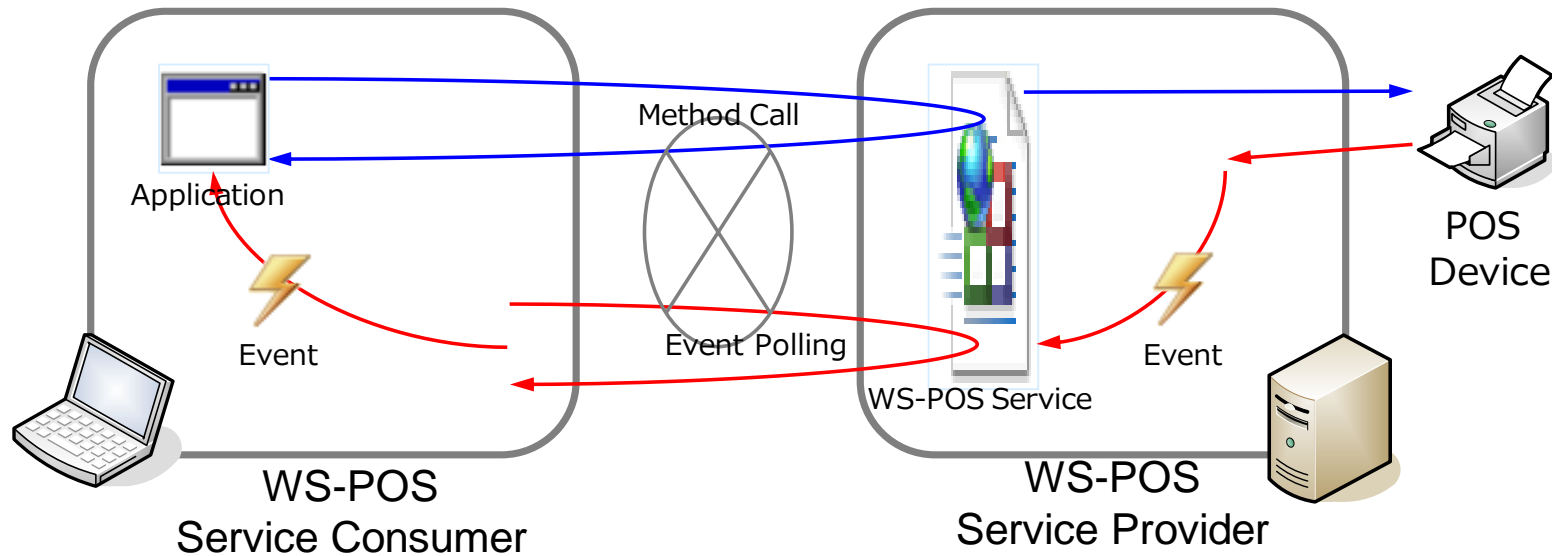 Method Call
Application
POS
Device
Event
Event Polling
Event
WS-POS Service
WS-POS
Service Consumer
WS-POS
Service Provider